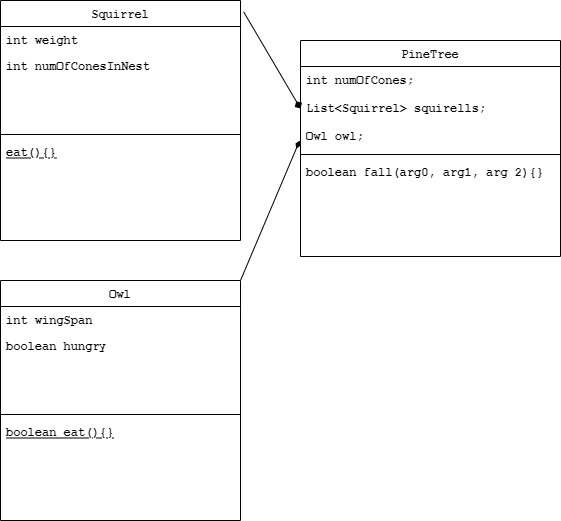 Squirrel
int weight
int numOfConesInNest
eat(){}
PineTree
int numOfCones;
List<Squirrel> squirells;
Owl owl;
boolean fall(arg0, arg1, arg 2){}
Owl
int wingSpan
boolean hungry
boolean eat(){}